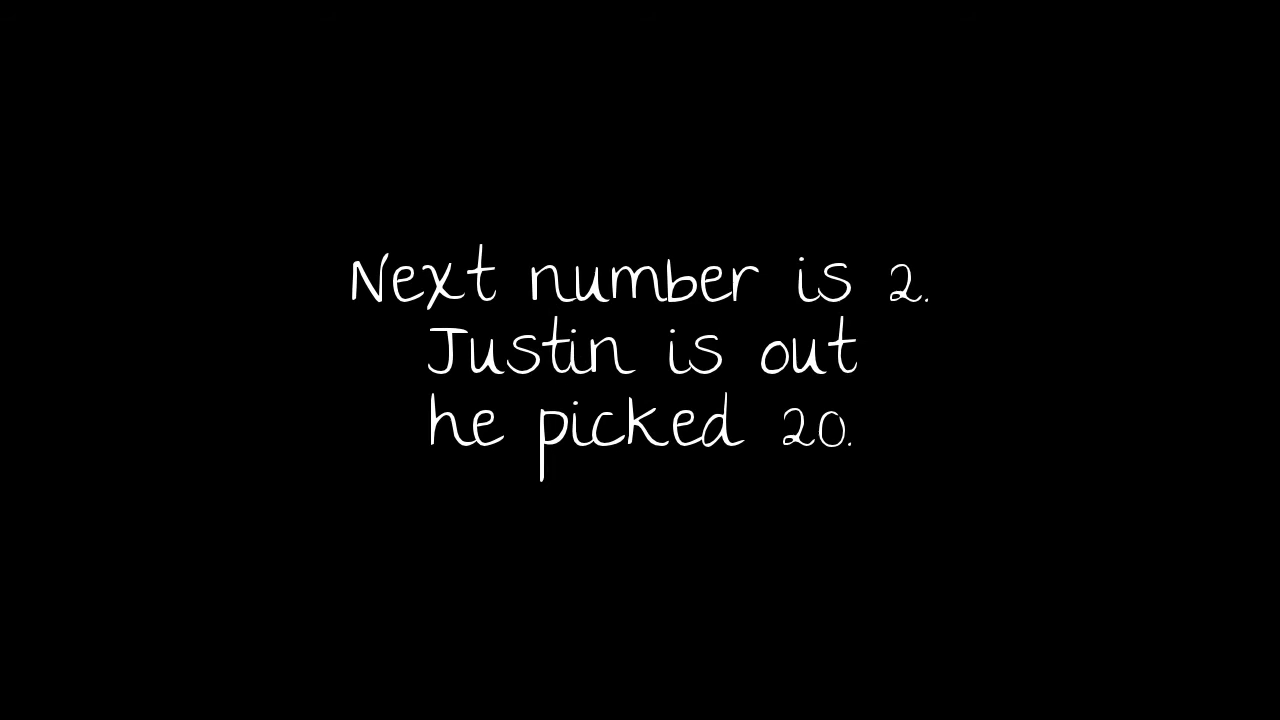 Next number is 2.
Justin is out
he picked 20.